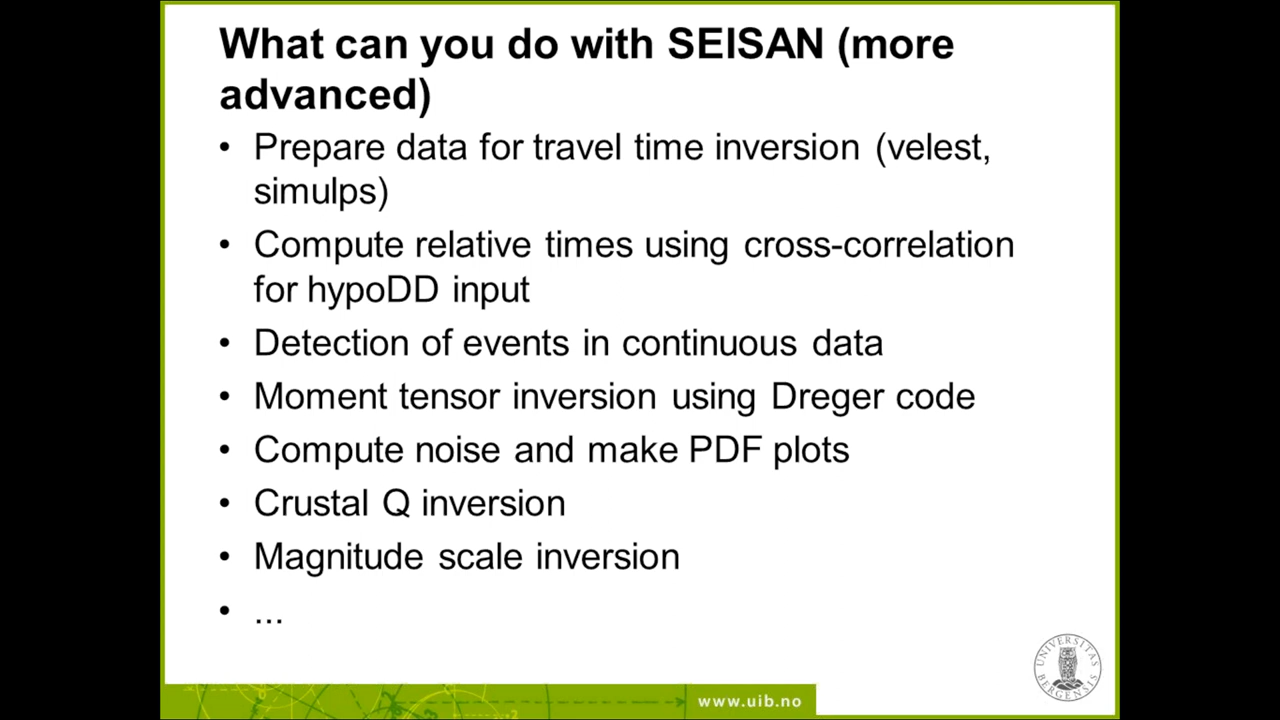 What can you do with SEISAN (more
advanced)
• Prepare data for travel time inversion (velest,
simulps)
• Compute relative times using cross-correlation
for hypoDD input
• Detection of events in continuous data
• Moment tensor inversion using Dreger code
• Compute noise and make PDF plots
• Crustal Q inversion
• Magnitude scale inversion
• ...
UNIVERSITAS
BERGENSIS
www.uib.no